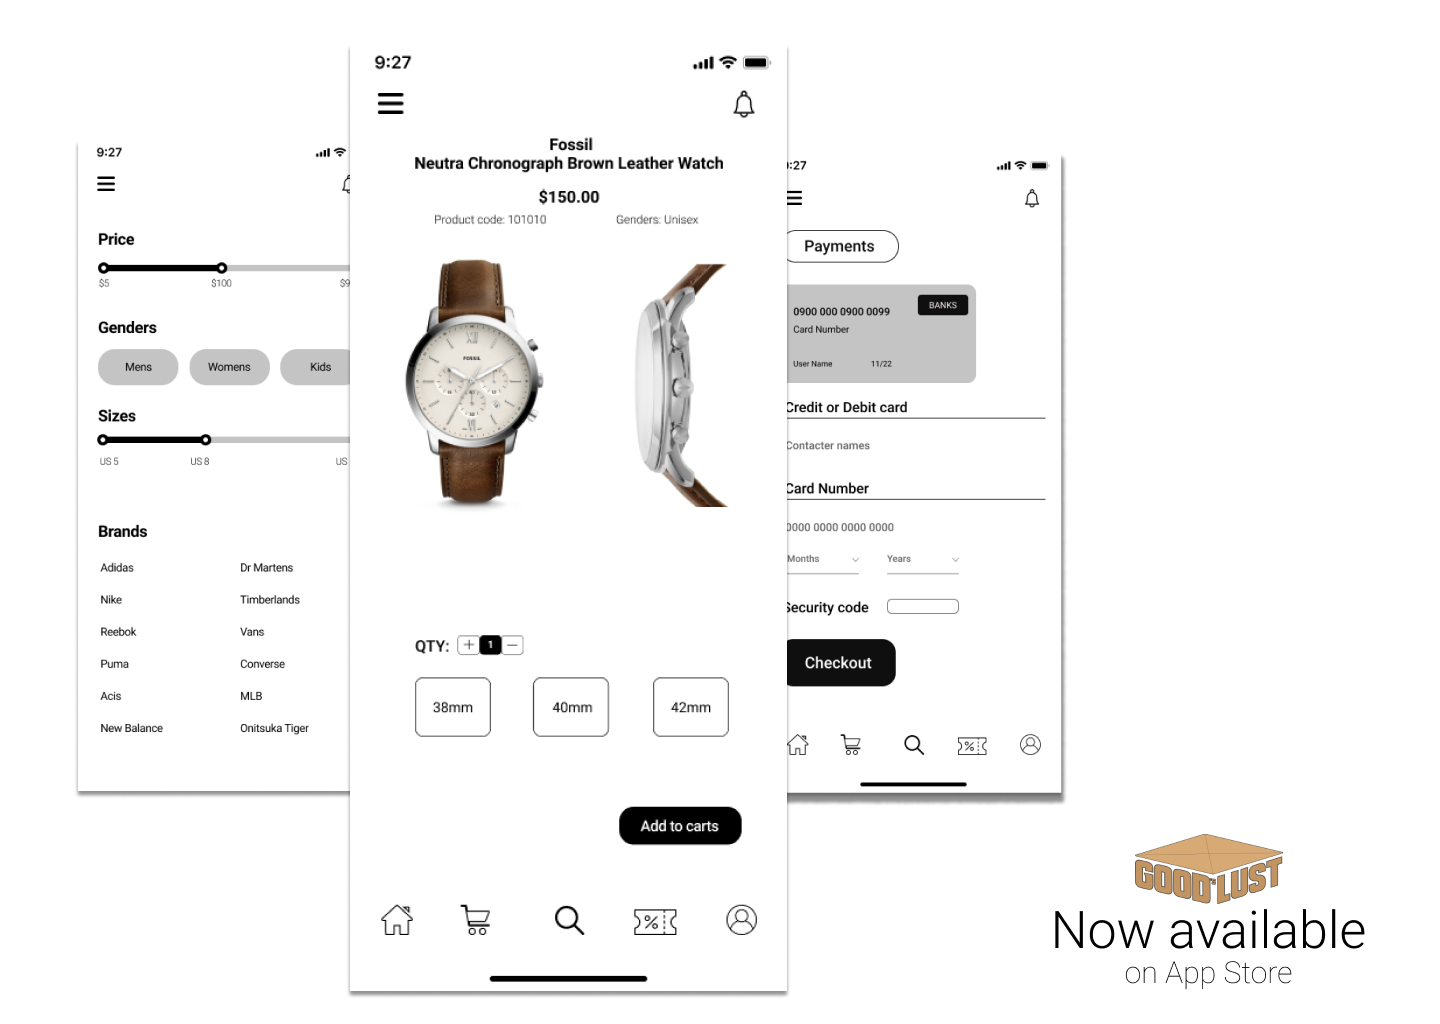 9:27
Price
$5 $100 $9
Genders
Mens Womens Kids
Sizes
US 5 US 8 US
Brands
Adidas Dr Martens
Nike Timberlands
Reebok Vans
Puma Converse
Acis MLB
New Balance Onitsuka Tiger
9:27
Fossil
Neutra Chronograph Brown Leather Watch
$150.00
Product code: 101010 Genders: Unisex
FOSSIL
QTY: + 1 −
38mm 40mm 42mm
Add to carts
%
:27
Payments
BANKS
0900 000 0900 0099
Card Number
User Name 11/22
Credit or Debit card
Contacter names
Card Number
0000 0000 0000 0000
Months Years
Security code
Checkout
%
GOOD'S LUST
Now available
on App Store